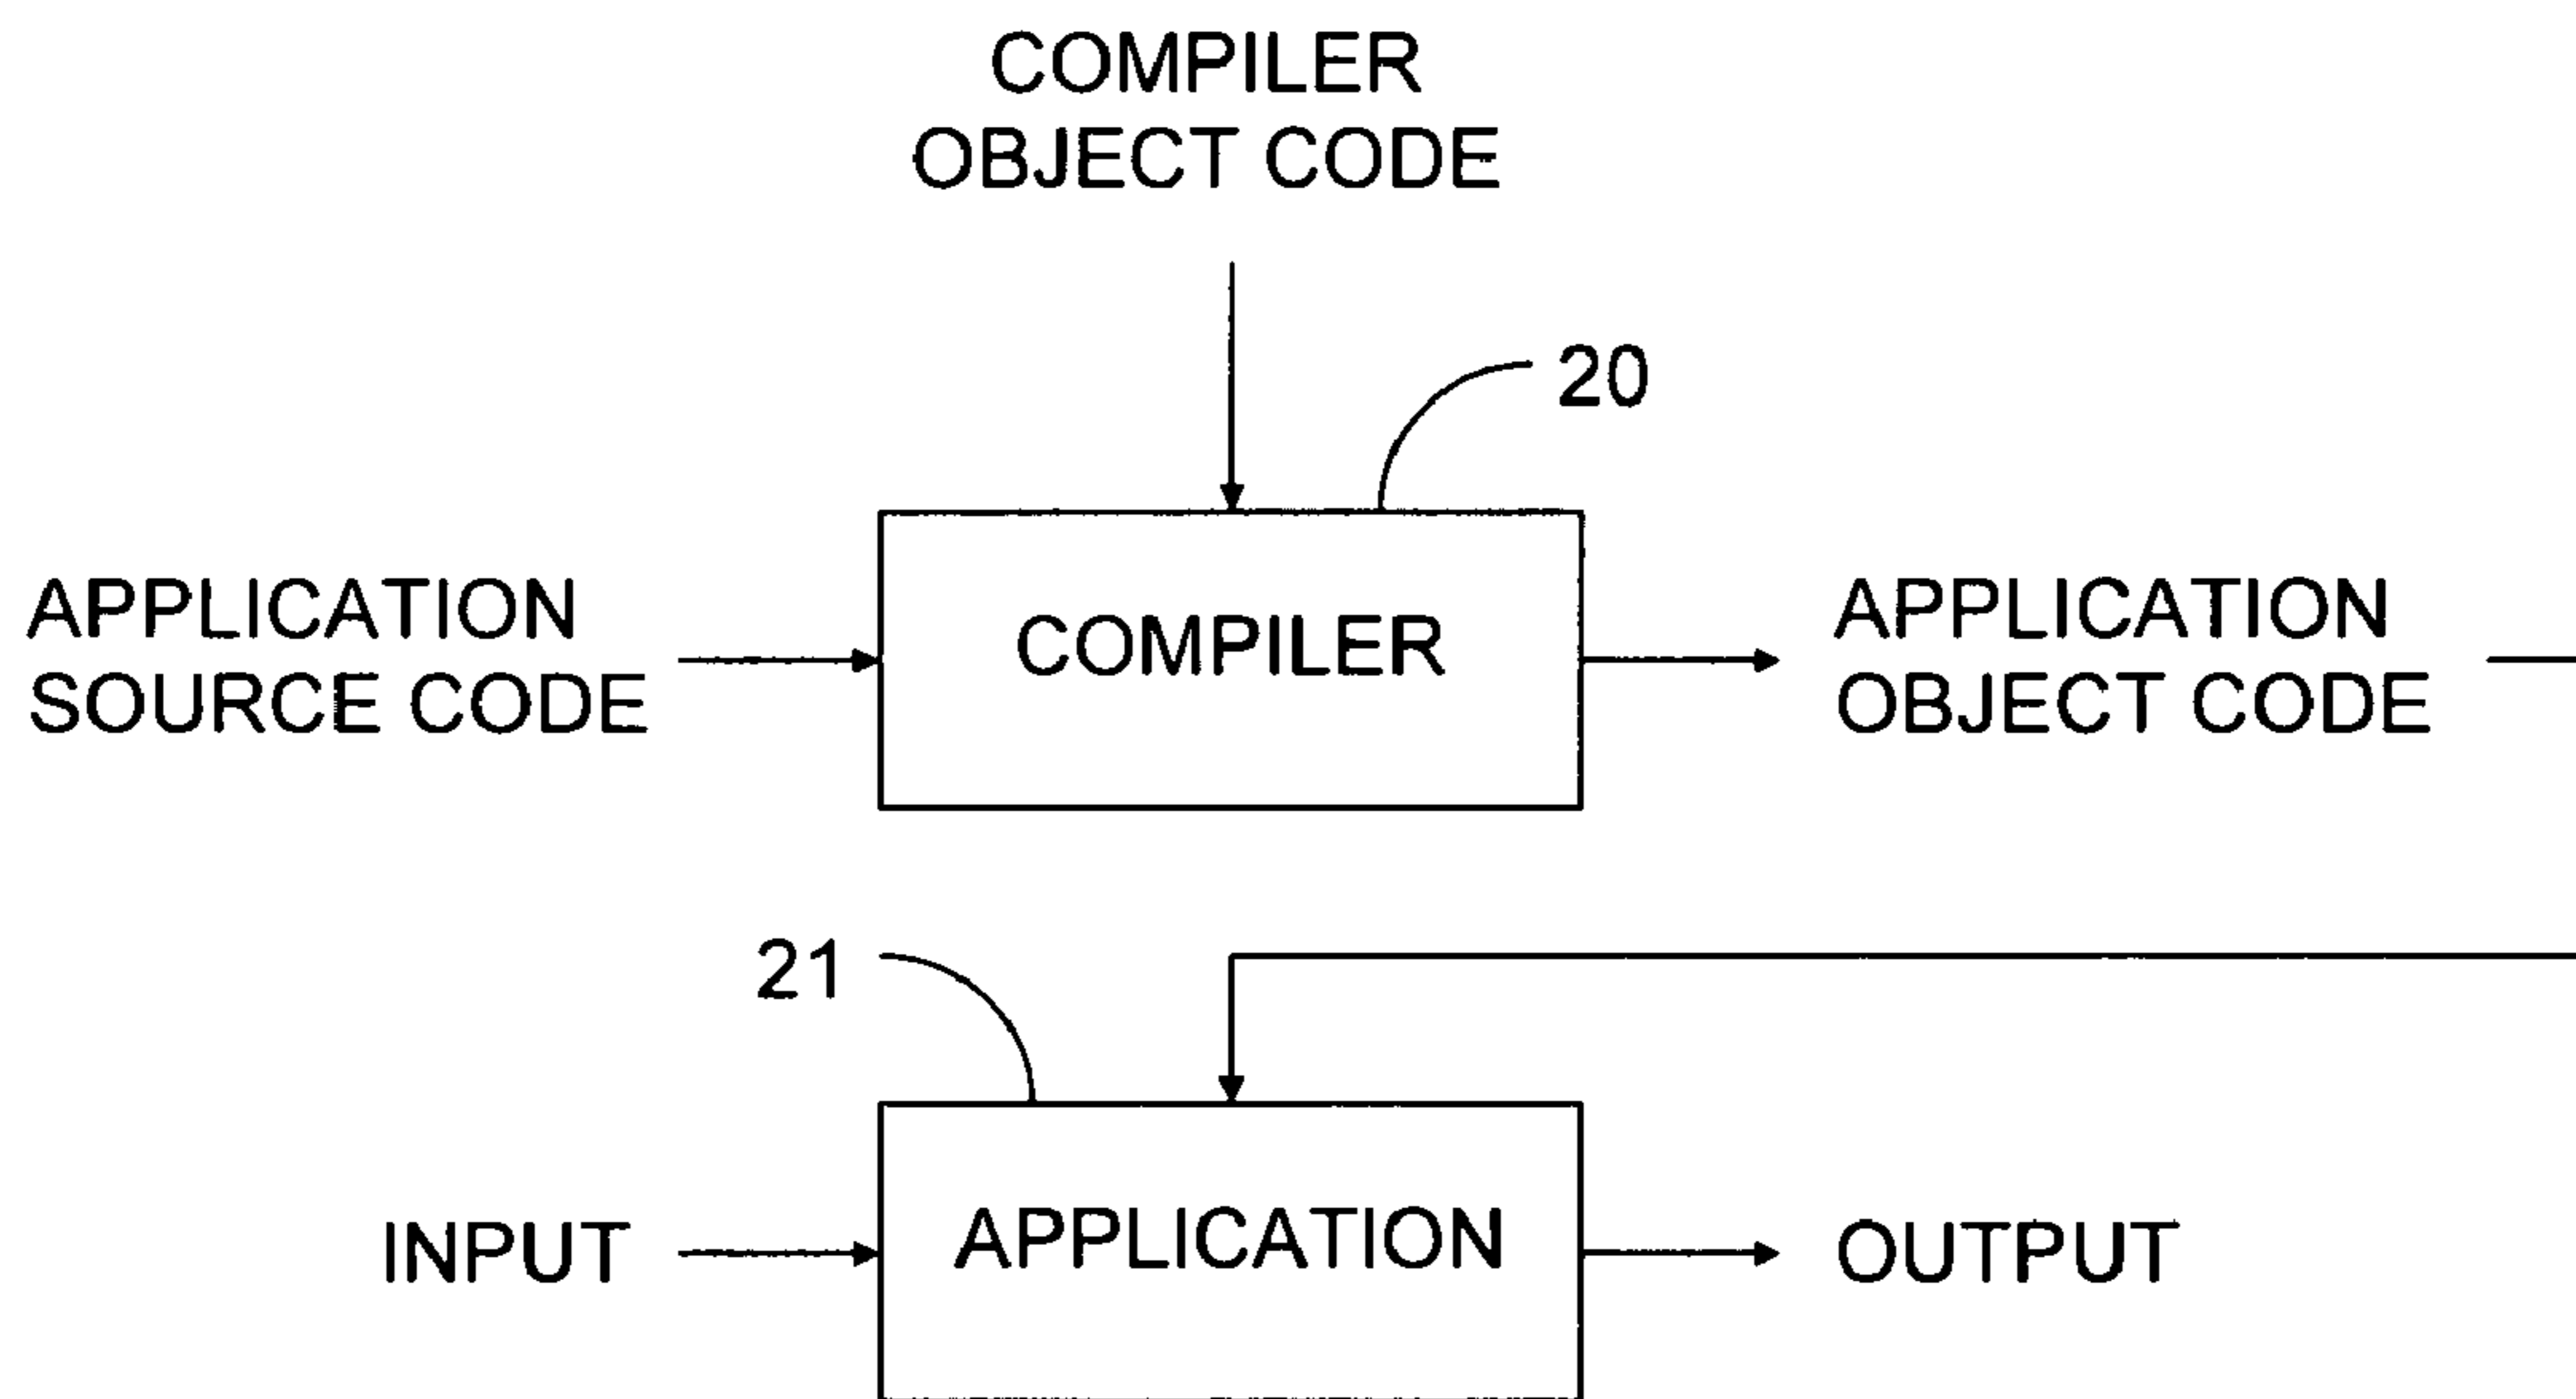 COMPILER
OBJECT CODE
20
APPLICATION
SOURCE CODE
COMPILER
APPLICATION
OBJECT CODE
21
INPUT
APPLICATION
OUTPUT